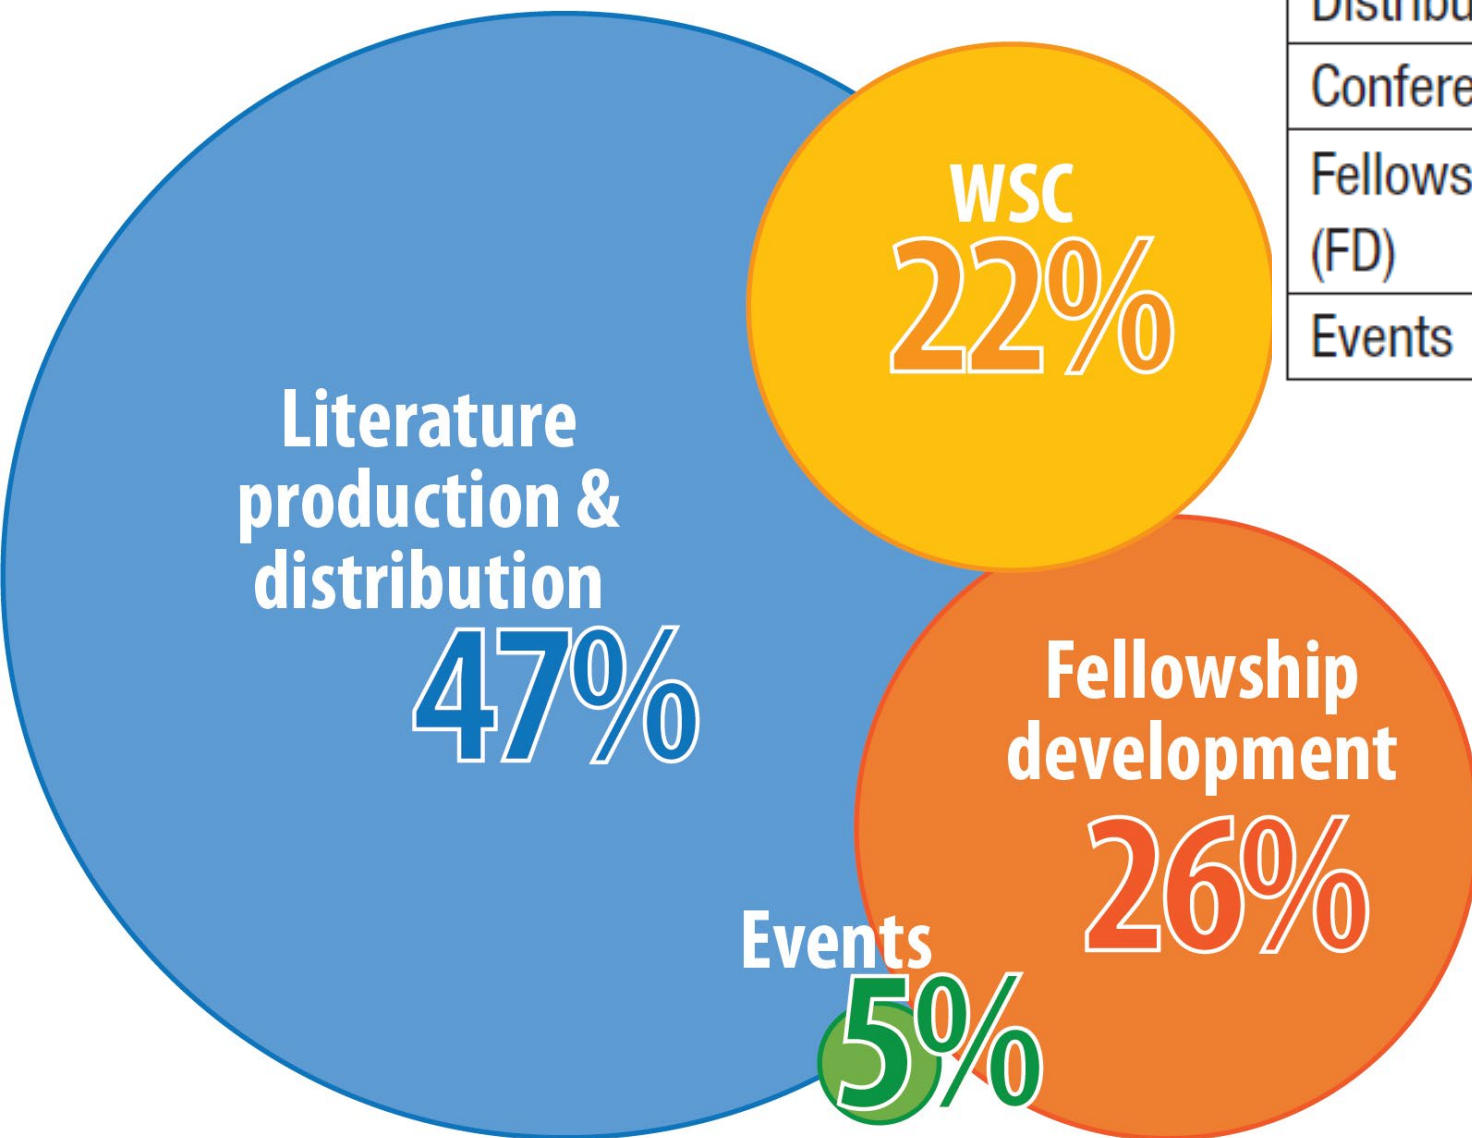 WSC
22%
Literature
production &
distribution
47%
Fellowship
development
26%
Events
5%
(FD)
Events